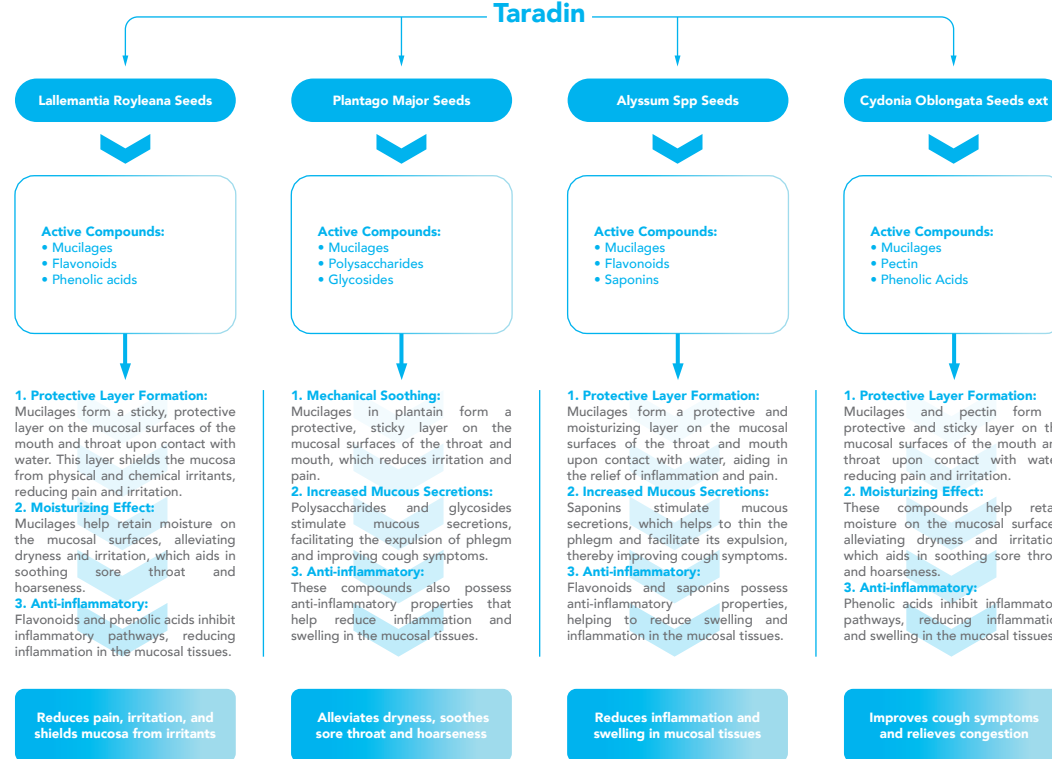 Taradin
Lallemantia Royleana Seeds
Active Compounds:
• Mucilages
• Flavonoids
• Phenolic acids
1. Protective Layer Formation:
Mucilages form a sticky, protective
layer on the mucosal surfaces of the
mouth and throat upon contact with
water. This layer shields the mucosa
from physical and chemical irritants,
reducing pain and irritation.
2. Moisturizing Effect:
Mucilages help retain moisture on
the mucosal surfaces, alleviating
dryness and irritation, which aids in
soothing sore throat and
hoarseness.
3. Anti-inflammatory:
Flavonoids and phenolic acids inhibit
inflammatory pathways, reducing
inflammation in the mucosal tissues.
Reduces pain, irritation, and
shields mucosa from irritants
Plantago Major Seeds
Active Compounds:
• Mucilages
• Polysaccharides
• Glycosides
1. Mechanical Soothing:
Mucilages in plantain form a
protective, sticky layer on the
mucosal surfaces of the throat and
mouth, which reduces irritation and
pain.
2. Increased Mucous Secretions:
Polysaccharides and glycosides
stimulate mucous secretions,
facilitating the expulsion of phlegm
and improving cough symptoms.
3. Anti-inflammatory:
These compounds also possess
anti-inflammatory properties that
help reduce inflammation and
swelling in the mucosal tissues.
Alleviates dryness, soothes
sore throat and hoarseness
Alyssum Spp Seeds
Active Compounds:
• Mucilages
• Flavonoids
• Saponins
1. Protective Layer Formation:
Mucilages form a protective and
moisturizing layer on the mucosal
surfaces of the throat and mouth
upon contact with water, aiding in
the relief of inflammation and pain.
2. Increased Mucous Secretions:
Saponins stimulate mucous
secretions, which helps to thin the
phlegm and facilitate its expulsion,
thereby improving cough symptoms.
3. Anti-inflammatory:
Flavonoids and saponins possess
anti-inflammatory properties,
helping to reduce swelling and
inflammation in the mucosal tissues.
Reduces inflammation and
swelling in mucosal tissues
Cydonia Oblongata Seeds ext
Active Compounds:
• Mucilages
• Pectin
• Phenolic Acids
1. Protective Layer Formation:
Mucilages and pectin form
protective and sticky layer on
mucosal surfaces of the mouth
throat upon contact with
reducing pain and irritation.
2. Moisturizing Effect:
These compounds help
moisture on the mucosal
alleviating dryness and
which aids in soothing sore
and hoarseness.
3. Anti-inflammatory:
Phenolic acids inhibit
pathways, reducing
and swelling in the mucosal tissues
Improves cough symptoms
and relieves congestion